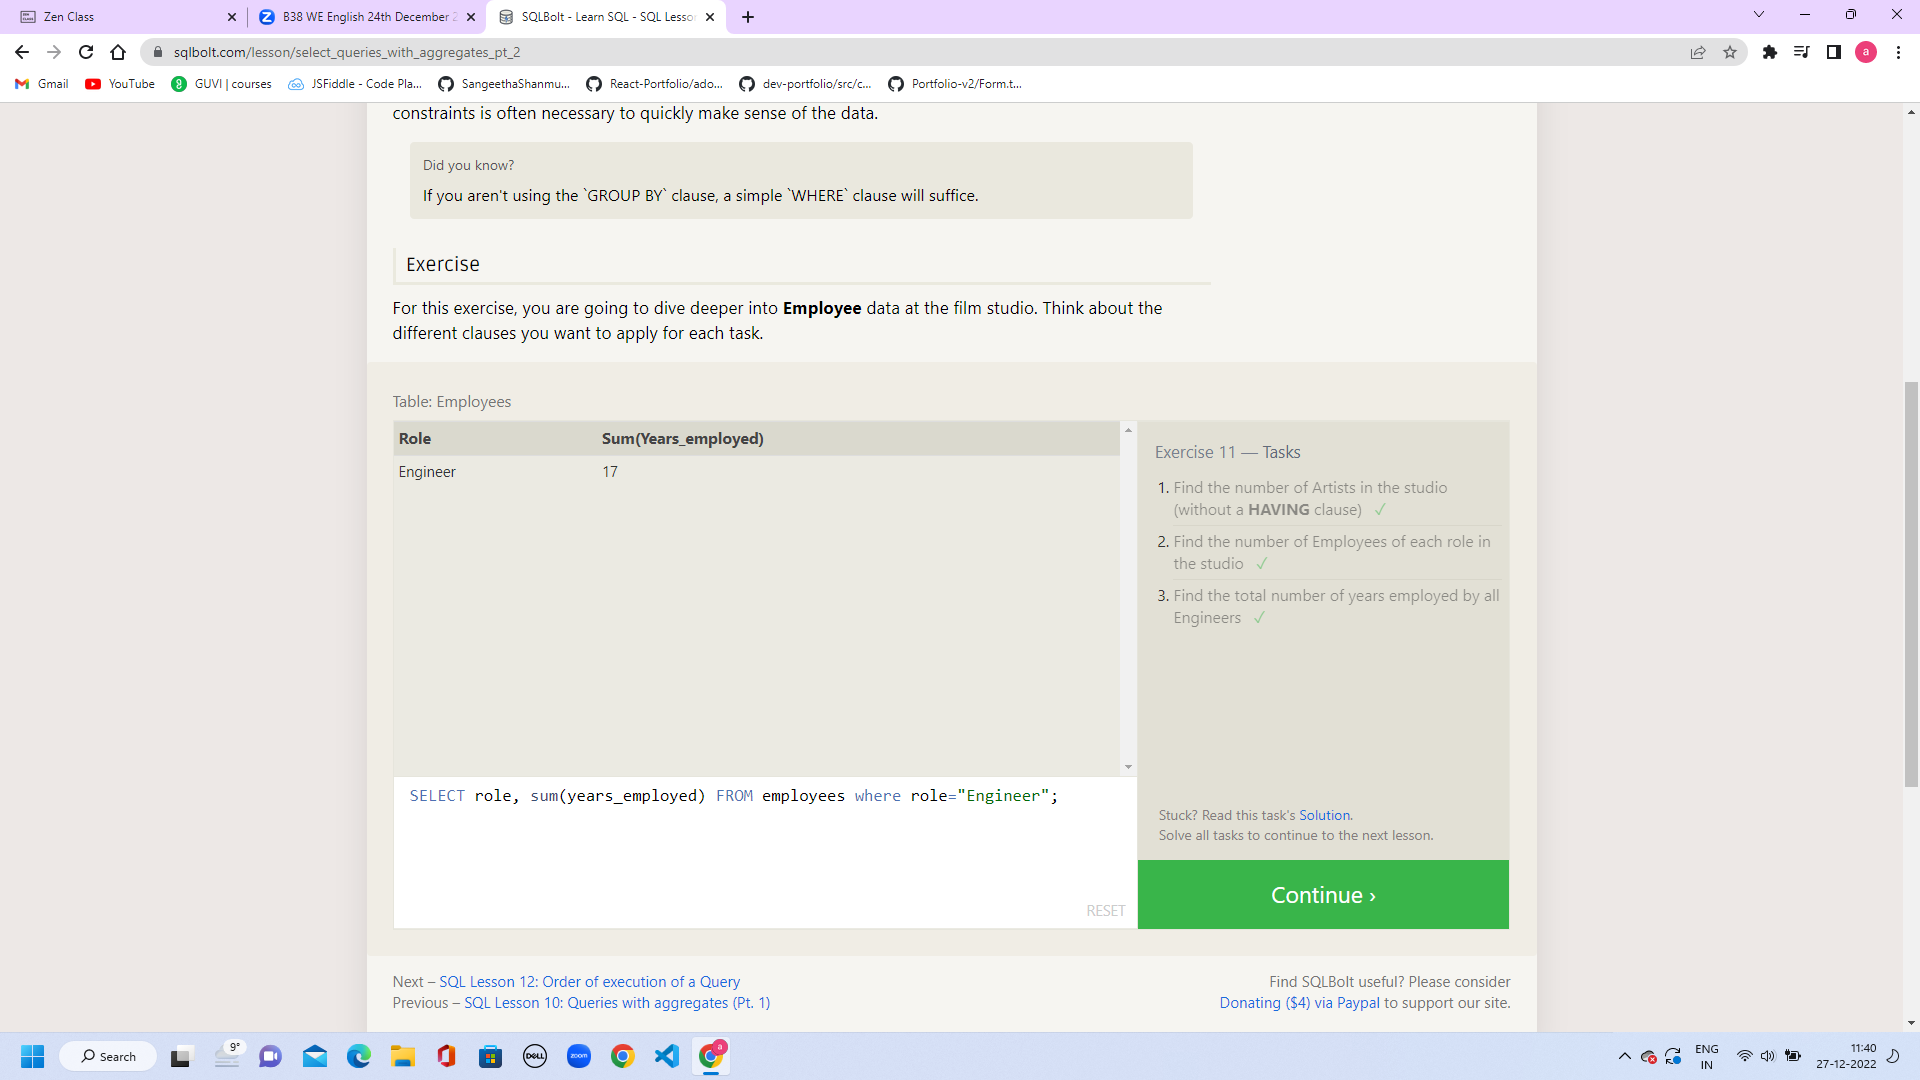 Zen Class
B38 WE English 24th December 2
SQLBolt - Learn SQL - SQL Lesson
sqlbolt.com/lesson/select_queries_with_aggregates_pt_2
a
Gmail
YouTube
GUVI | courses
JSFiddle - Code Pla...
SangeethaShanmu...
React-Portfolio/ado...
dev-portfolio/src/c...
Portfolio-v2/Form.t...
constraints is often necessary to quickly make sense of the data.
Did you know?
If you aren't using the `GROUP BY` clause, a simple `WHERE` clause will suffice.
Exercise
For this exercise, you are going to dive deeper into Employee data at the film studio. Think about the
different clauses you want to apply for each task.
Table: Employees
Role Sum(Years_employed)
Engineer 17
SELECT role, sum(years_employed) FROM employees where role="Engineer";
RESET
Exercise 11 — Tasks
1. Find the number of Artists in the studio
(without a HAVING clause) ✓
2. Find the number of Employees of each role in
the studio ✓
3. Find the total number of years employed by all
Engineers ✓
Stuck? Read this task's Solution.
Solve all tasks to continue to the next lesson.
Continue ›
Next – SQL Lesson 12: Order of execution of a Query
Previous – SQL Lesson 10: Queries with aggregates (Pt. 1)
Find SQLBolt useful? Please consider
Donating ($4) via Paypal to support our site.
Search
9°
DELL
zoom
a
ENG
IN
11:40
27-12-2022